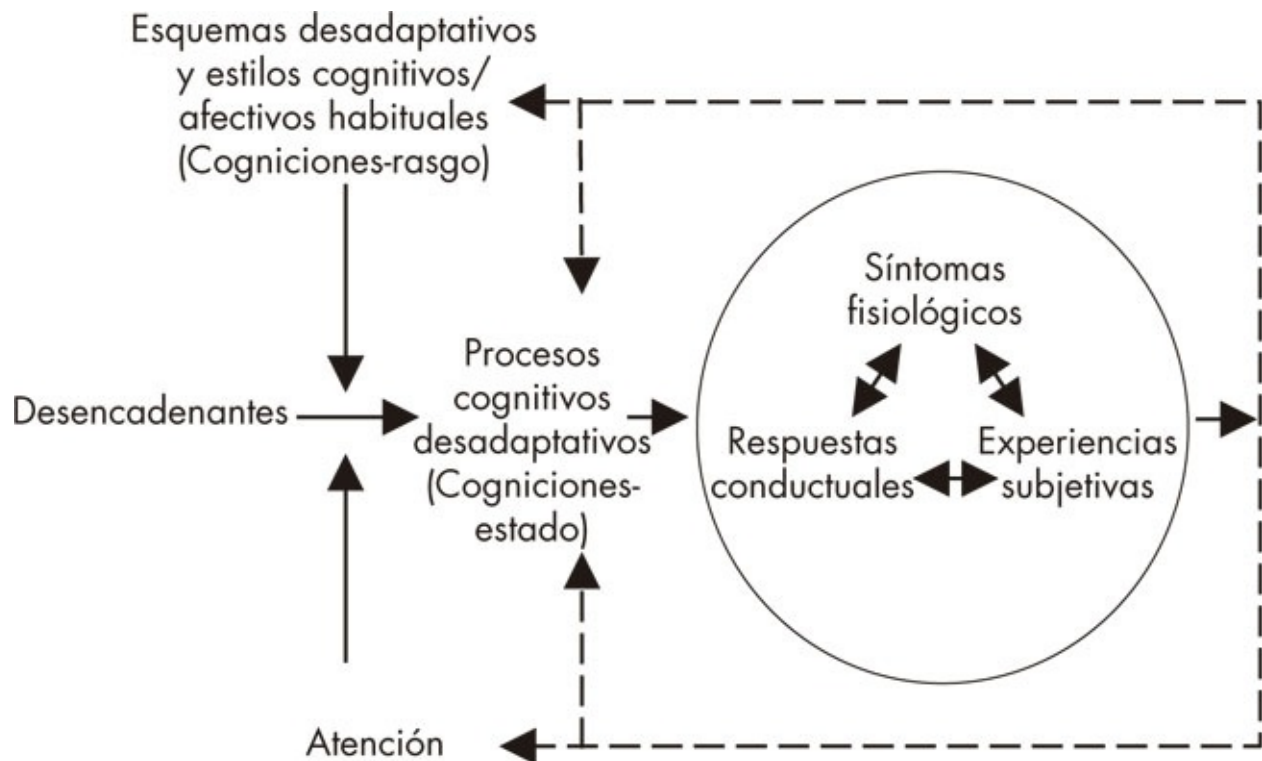 Esquemas desadaptativos
y estilos cognitivos/
afectivos habituales
(Cogniciones-rasgo)
Desencadenantes
Procesos
cognitivos
desadaptativos
(Cogniciones-
estado)
Síntomas
fisiológicos
Respuestas
conductuales
Experiencias
subjetivas
Atención